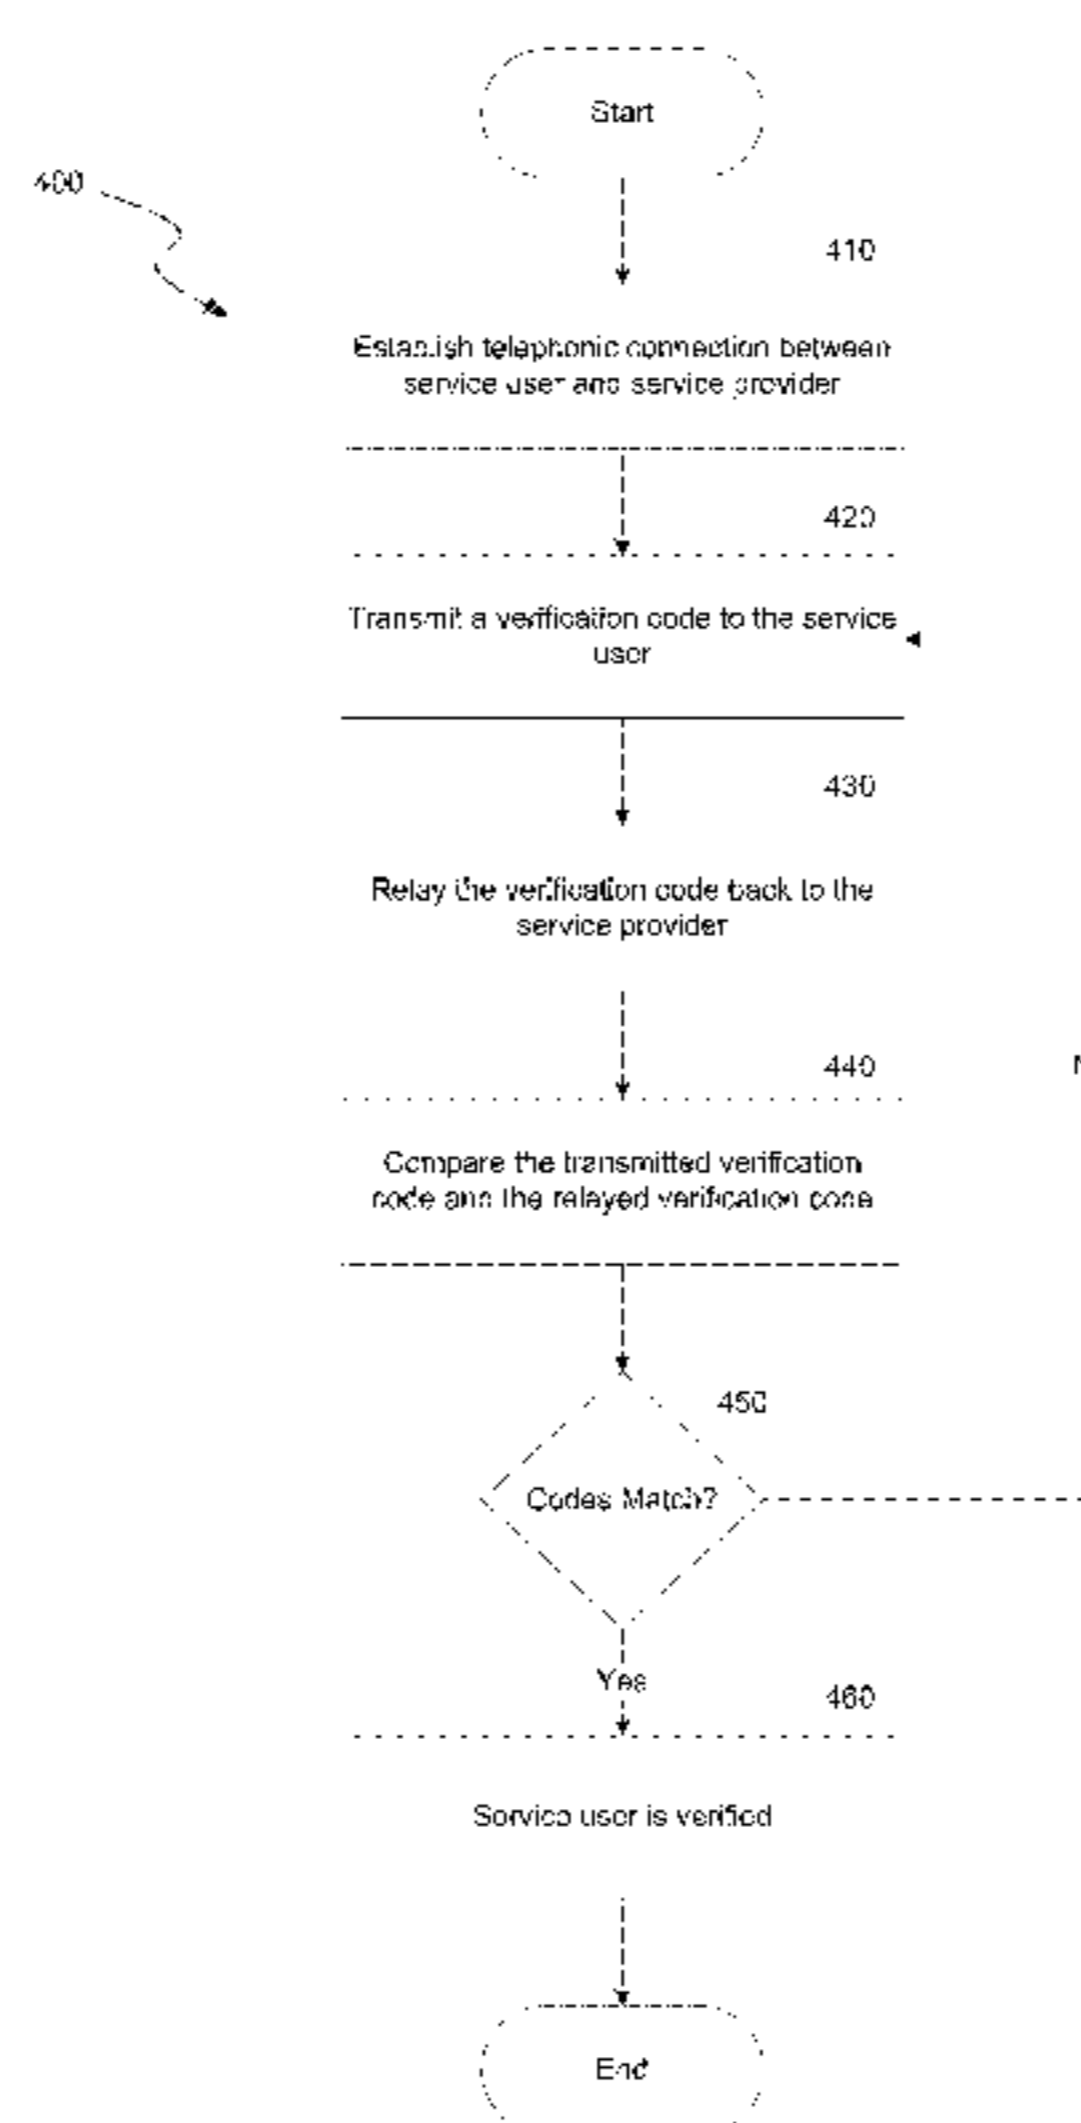 Start
400
410
Establish telephonic connection between
service user and service provider
420
Transmit a verification code to the service
user
430
Relay the verification code back to the
service provider
440
Compare the transmitted verification
code and the relayed verification code
450
Codes Match?
Yes
460
Service user is verified
End